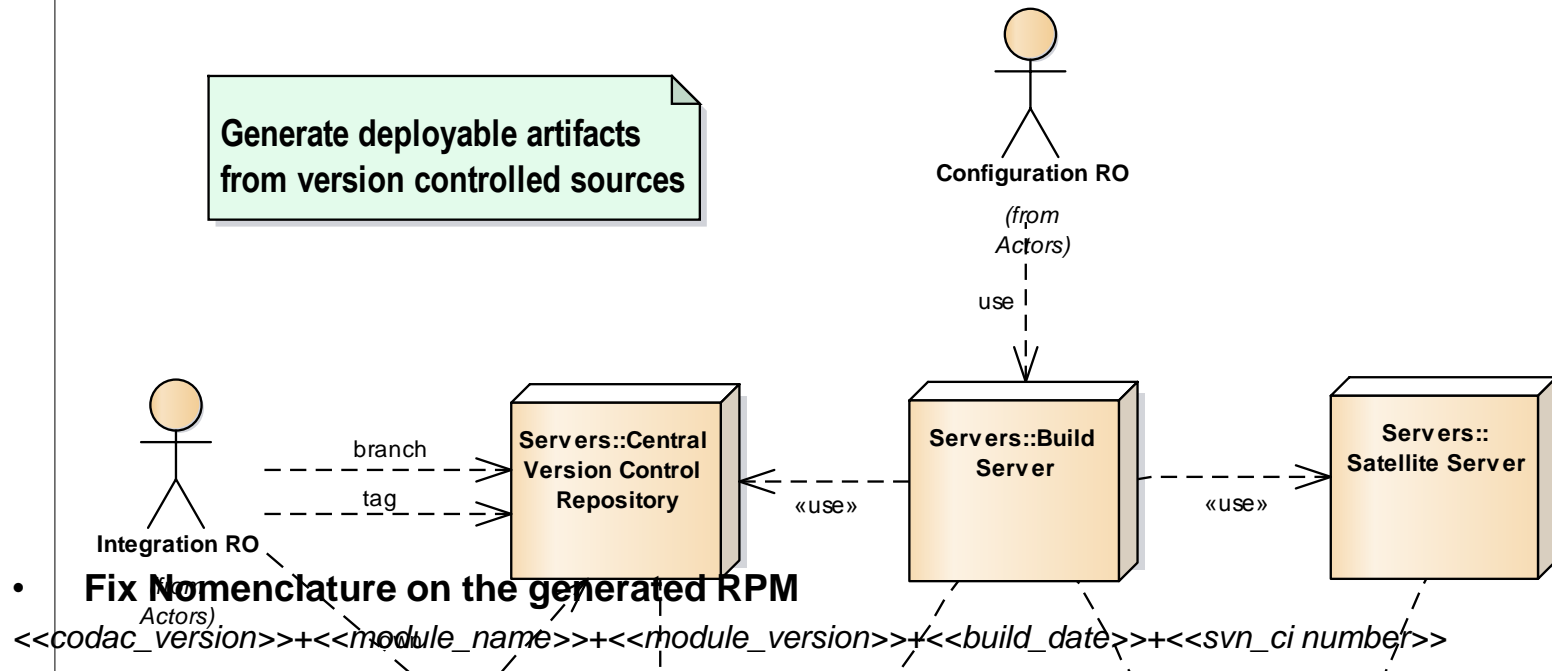 Generate deployable artifacts
from version controlled sources
Configuration RO
(from
Actors)
use
Servers::Central
Version Control
Repository
Servers::Build
Server
Servers::
Satellite Server
branch
tag
«use»
«use»
Integration RO
(from
Actors)
• Fix Nomenclature on the generated RPM
own
<<codac_version>>+<<module_name>>+<<module_version>>+<<build_date>>+<<svn_ci number>>